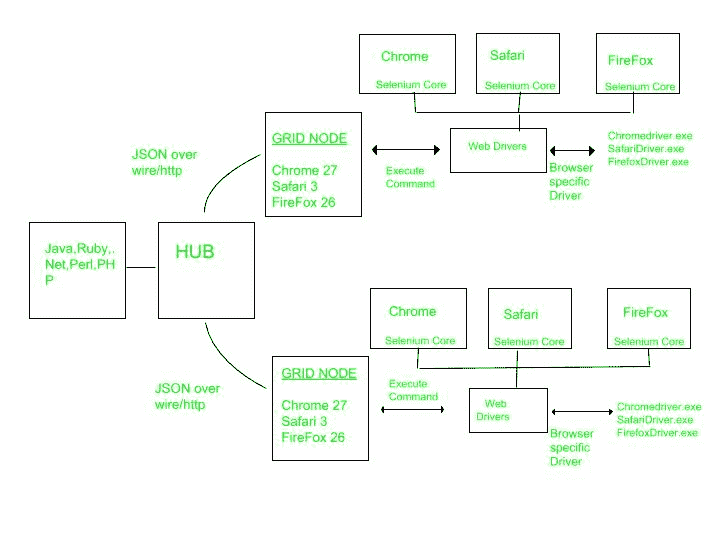 Chrome
Selenium Core
Safari
Selenium Core
FireFox
Selenium Core
GRID NODE
Chrome 27
Safari 3
FireFox 26
JSON over
wire/http
Execute
Command
Web Drivers
Browser
specific
Driver
Chromedriver.exe
SafariDriver.exe
FirefoxDriver.exe
Java,Ruby,.
Net,Perl,PH
P
HUB
Chrome
Selenium Core
Safari
Selenium Core
FireFox
Selenium Core
JSON over
wire/http
GRID NODE
Chrome 27
Safari 3
FireFox 26
Execute
Command
Web
Drivers
Browser
specific
Driver
Chromedriver.exe
SafariDriver.exe
FirefoxDriver.exe